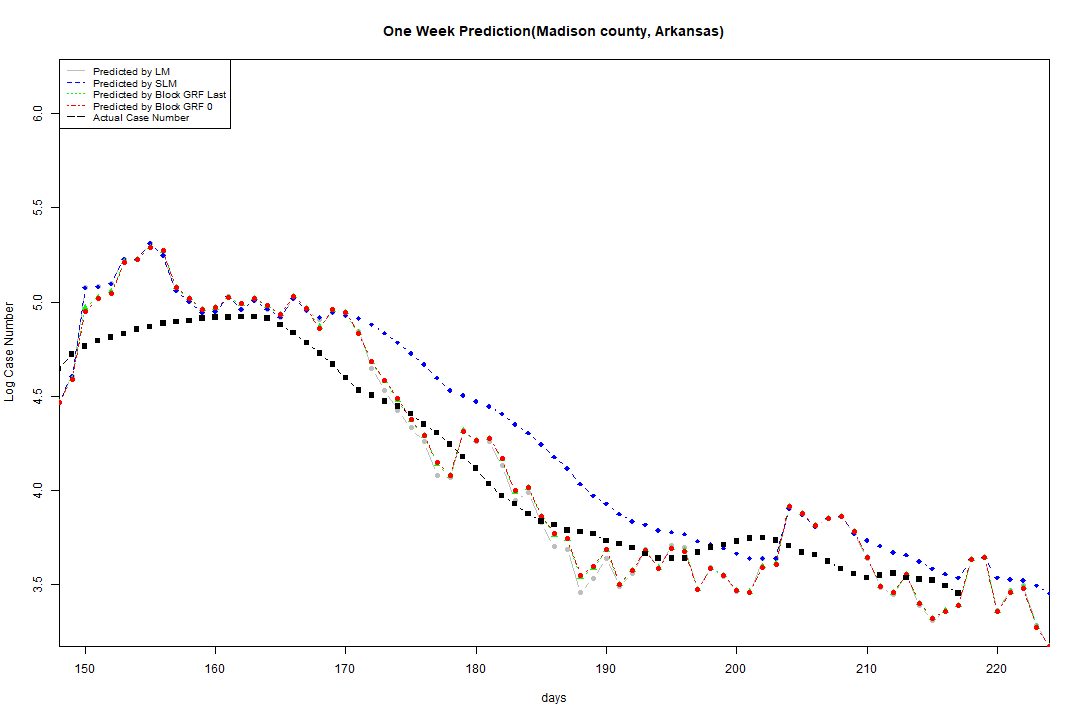 One Week Prediction(Madison county, Arkansas)
Predicted by LM
Predicted by SLM
Predicted by Block GRF Last
Predicted by Block GRF 0
Actual Case Number
6.0
5.5
5.0
4.5
4.0
3.5
Log Case Number
150 160 170 180 190 200 210 220
days